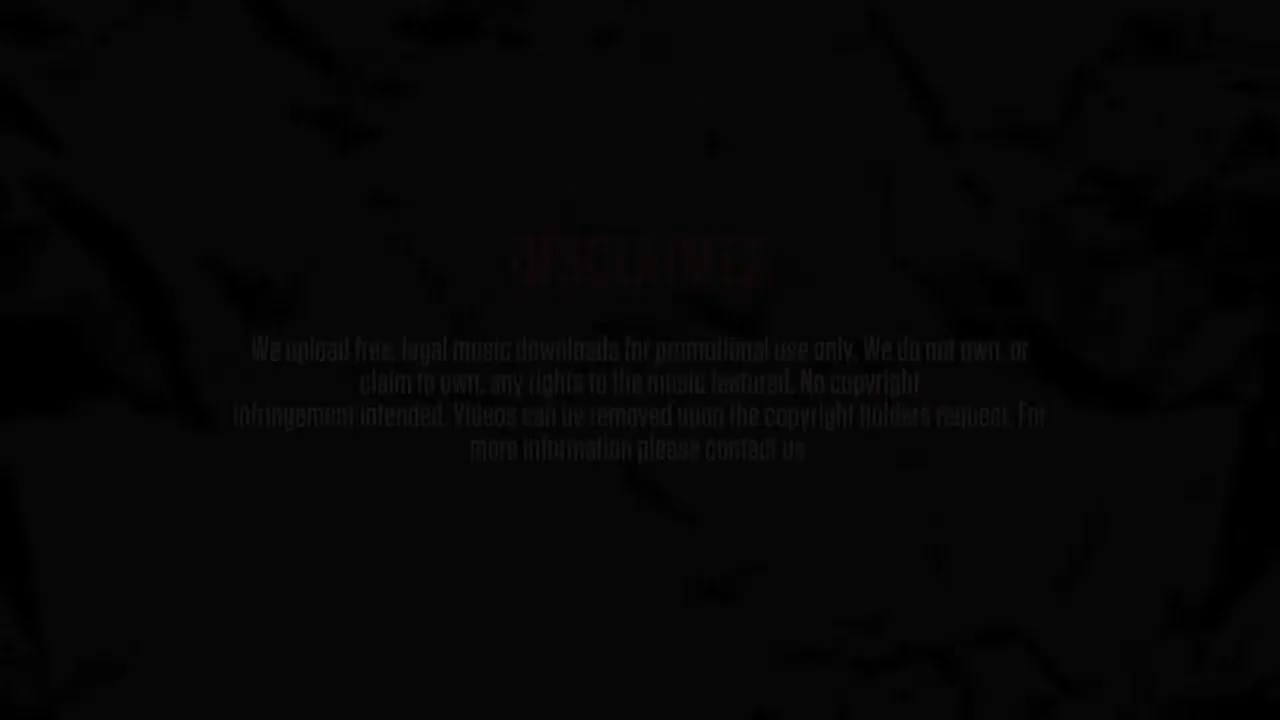 DISCLAIMER
We upload free, legal music downloads for promotional use only. We do not own, or
claim to own, any rights to the music featured. No copyright
infringement intended. Videos can be removed upon the copyright holders request. For
more information please contact us